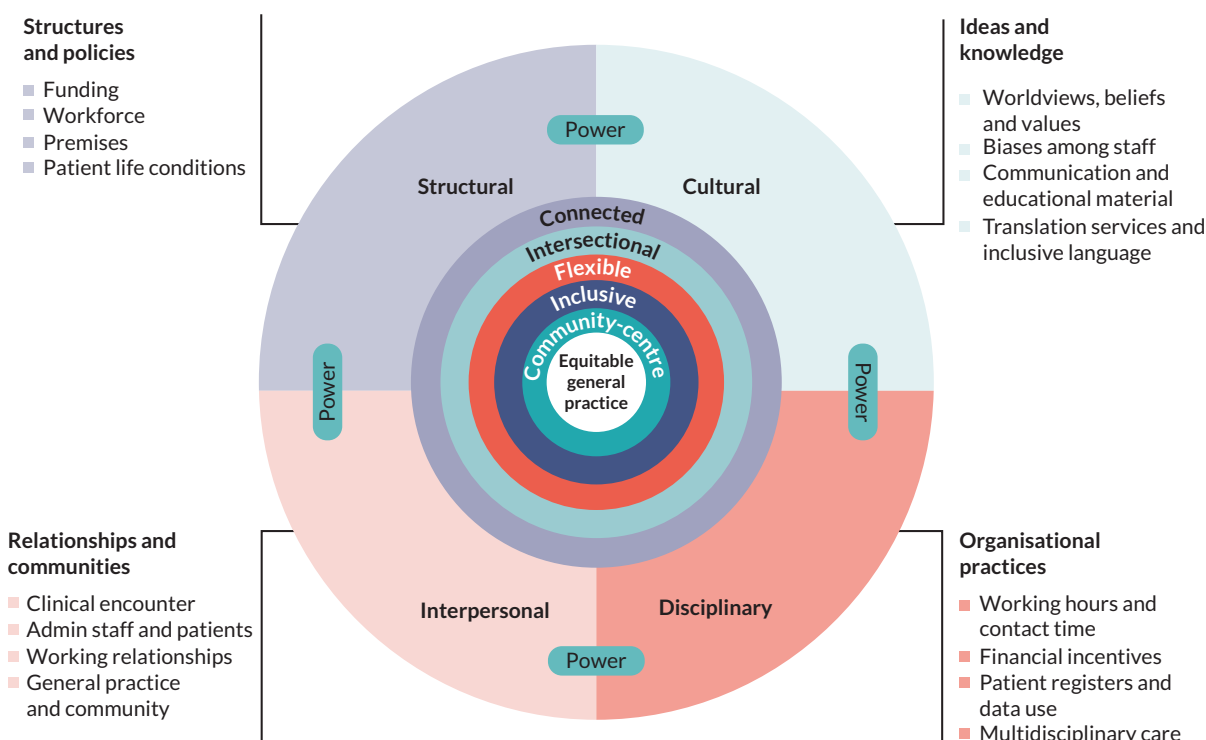 Structures
and policies
Funding
Workforce
Premises
Patient life conditions
Ideas and
knowledge
Worldviews, beliefs
and values
Biases among staff
Communication and
educational material
Translation services and
inclusive language
Power
Structural
Cultural
Connected
Intersectional
Flexible
Inclusive
Community-centre
Equitable
general
practice
Power
Power
Interpersonal
Disciplinary
Power
Relationships and
communities
Clinical encounter
Admin staff and patients
Working relationships
General practice
and community
Organisational
practices
Working hours and
contact time
Financial incentives
Patient registers and
data use
Multidisciplinary care